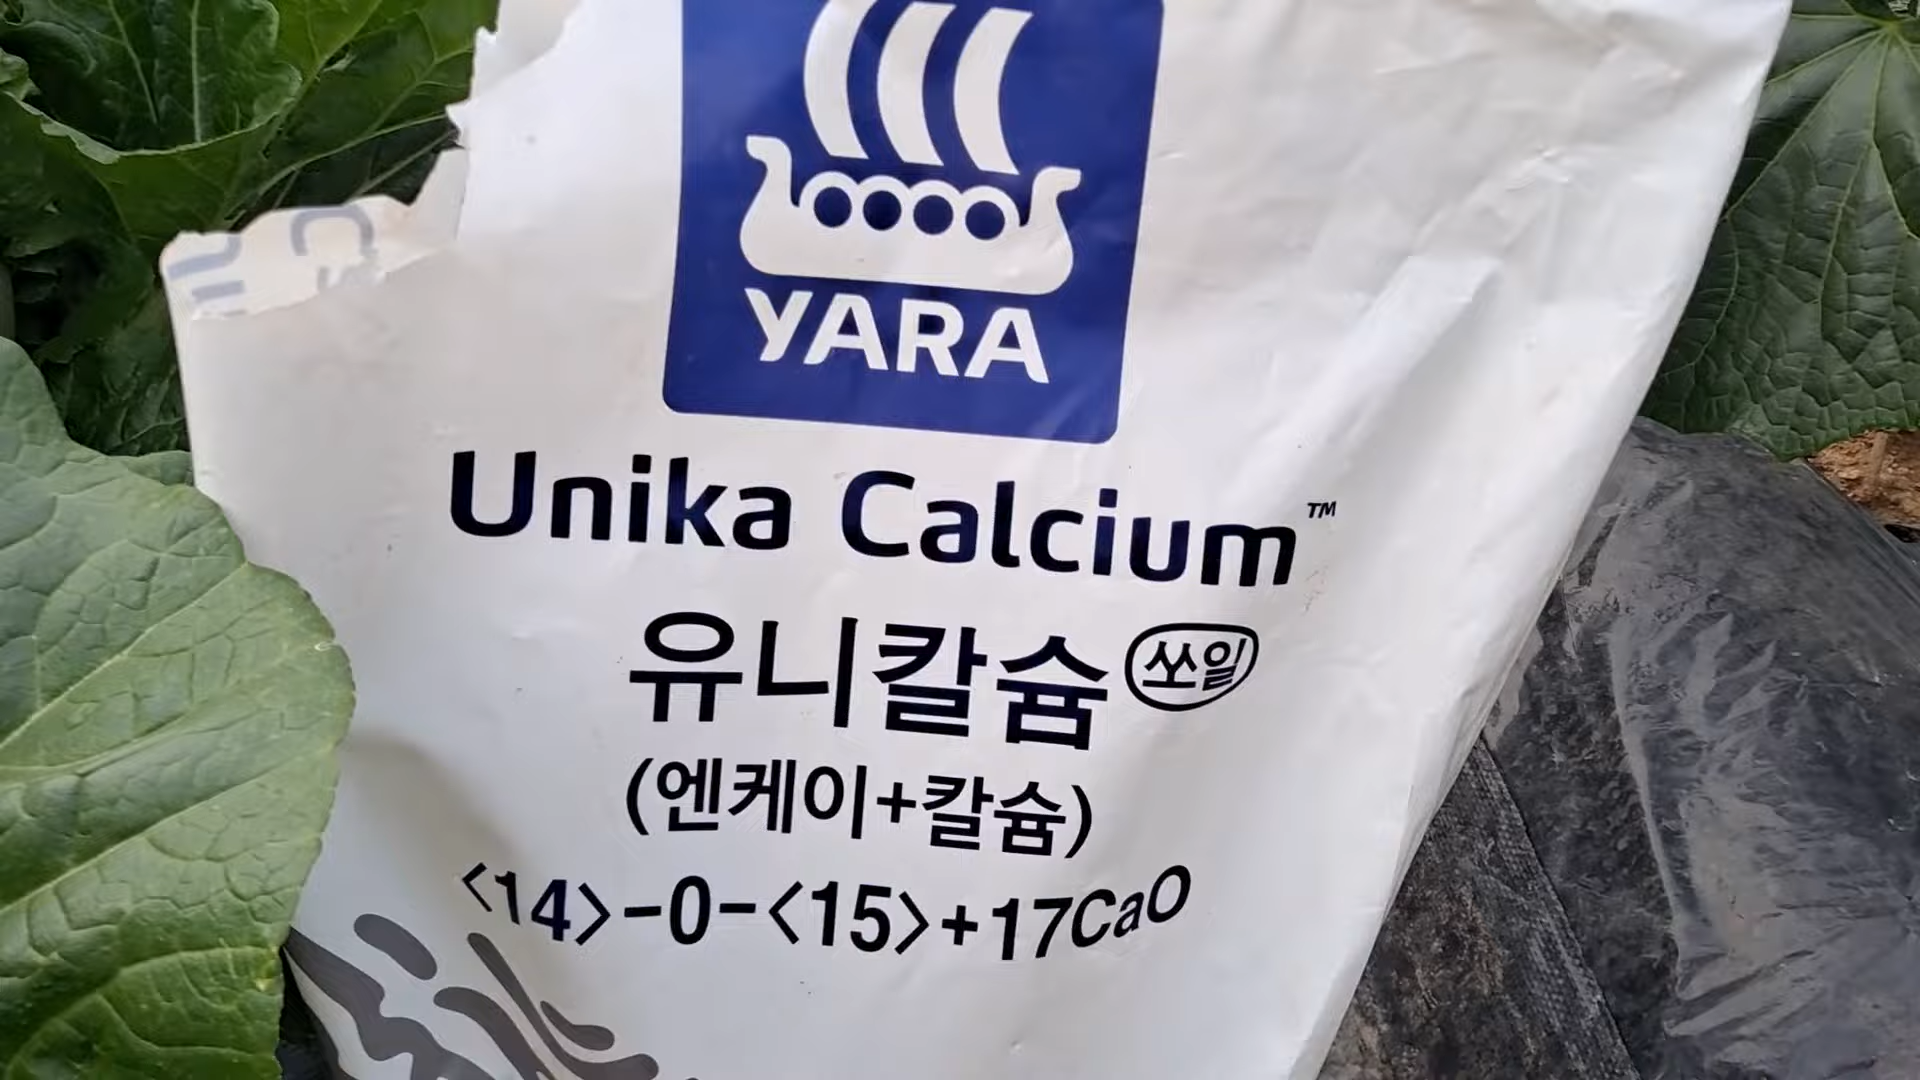 YARA
Unika Calcium™
유니칼슘 쏘일
(엔케이+칼슘)
<14>-0-<15>+17CaO